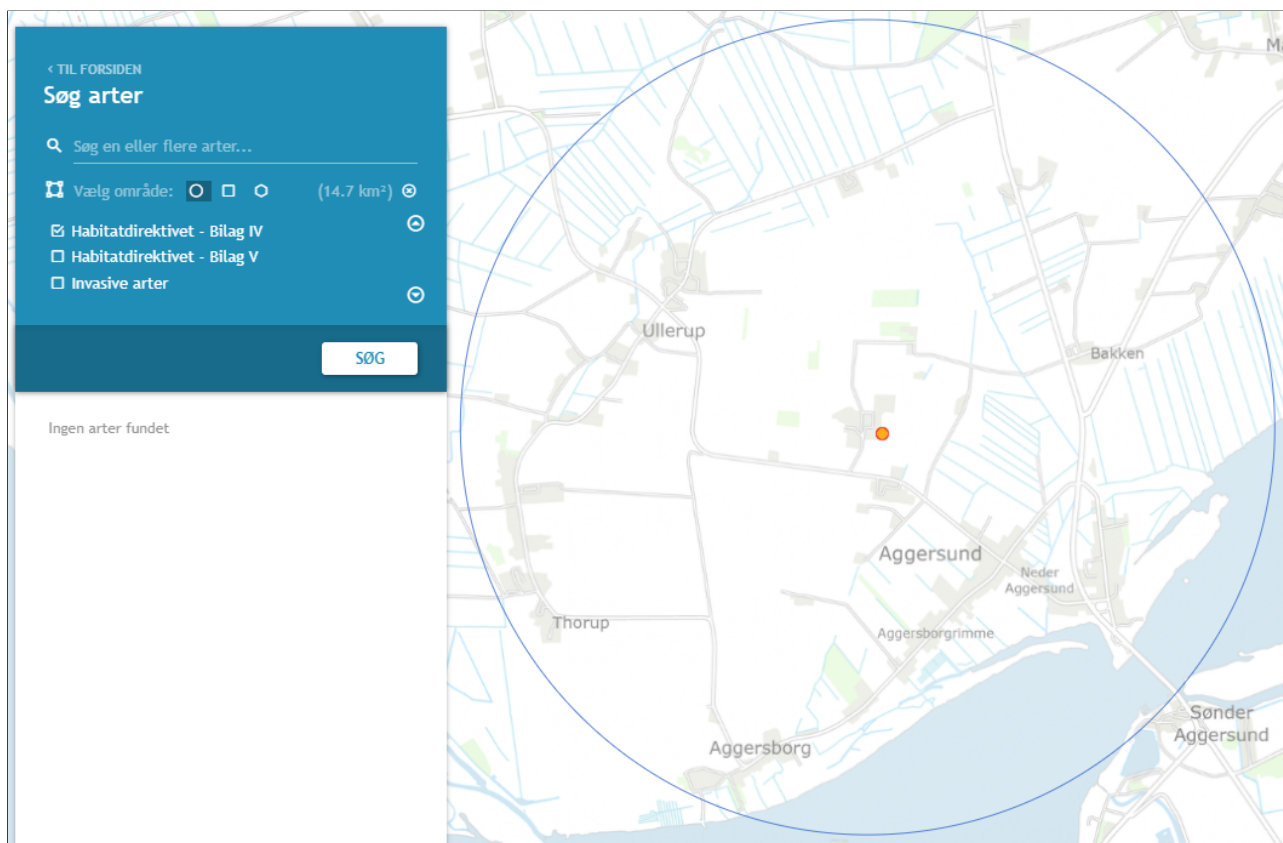 ‹ TIL FORSIDEN
Søg arter
Søg en eller flere arter...
Vælg område: (14.7 km²)
Habitatdirektivet - Bilag IV
Habitatdirektivet - Bilag V
Invasive arter
SØG
Ingen arter fundet
Ullerup
Bakken
Aggersund
Neder
Aggersund
Thorup
Aggersborgrimme
Sønder
Aggersund
Aggersborg